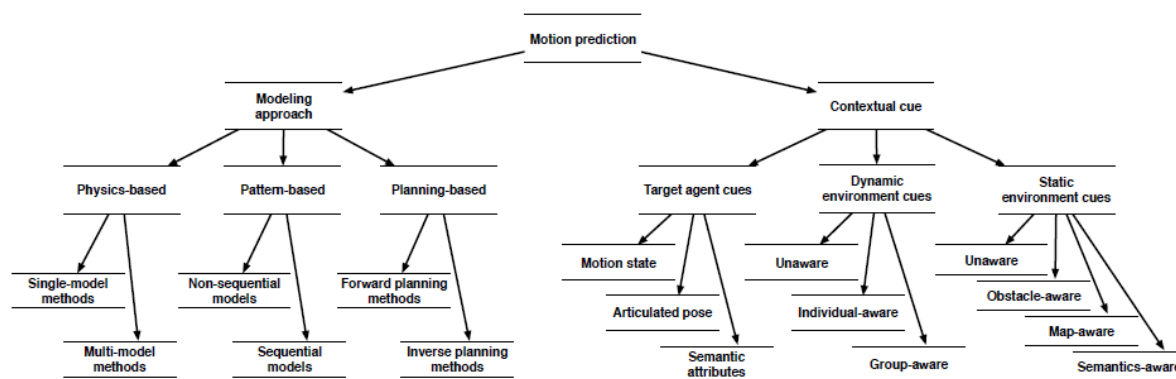 Motion prediction
Modeling
approach
Contextual cue
Physics-based
Pattern-based
Planning-based
Target agent cues
Dynamic
environment cues
Static
environment cues
Single-model
methods
Non-sequential
models
Forward planning
methods
Motion state
Unaware
Unaware
Articulated pose
Individual-aware
Obstacle-aware
Map-aware
Multi-model
methods
Sequential
models
Inverse planning
methods
Semantic
attributes
Group-aware
Semantics-aware